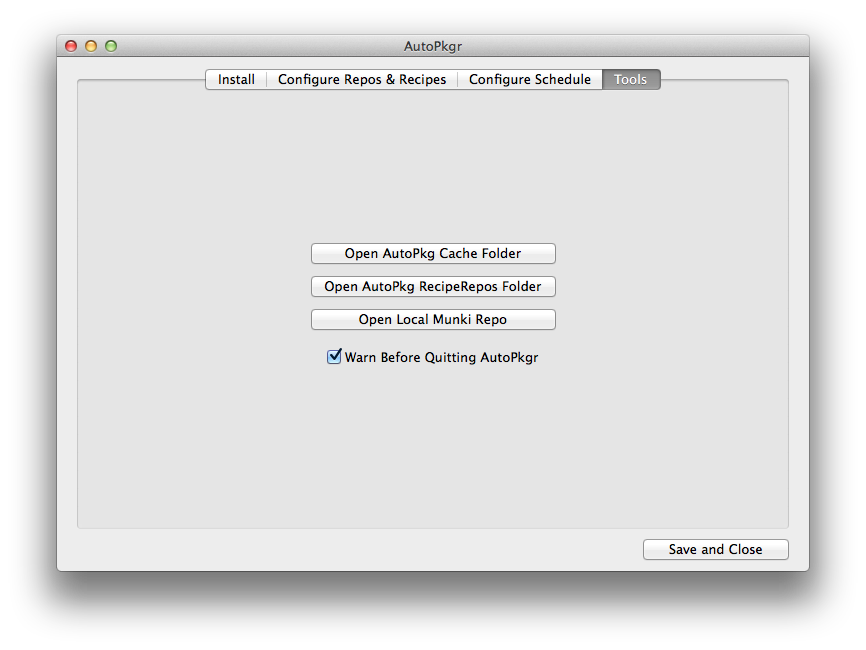 AutoPkgr
Install Configure Repos & Recipes Configure Schedule Tools
Open AutoPkg Cache Folder
Open AutoPkg RecipeRepos Folder
Open Local Munki Repo
Warn Before Quitting AutoPkgr
Save and Close